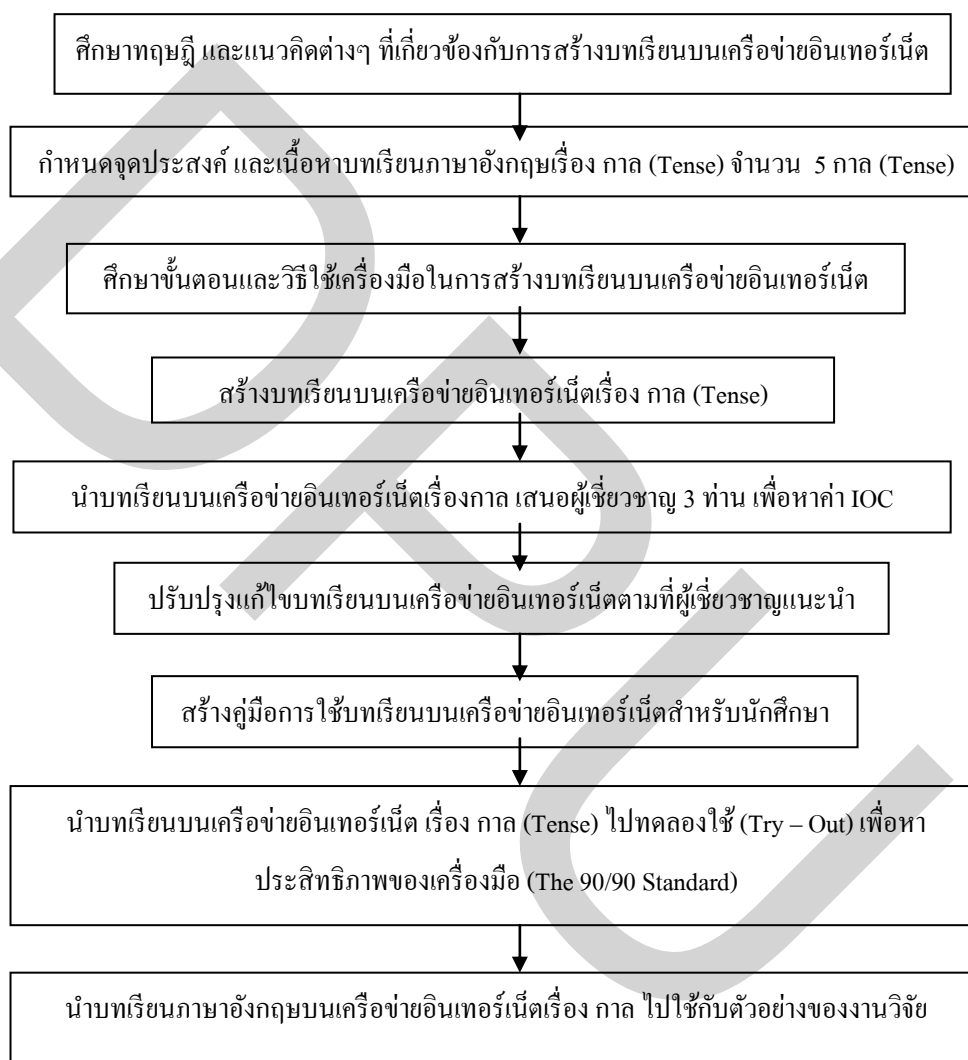 ศึกษาทฤษฎี และแนวคิดต่างๆ ที่เกี่ยวข้องกับการสร้างบทเรียนบนเครือข่ายอินเทอร์เน็ต
กำหนดจุดประสงค์ และเนื้อหาบทเรียนภาษาอังกฤษเรื่อง กาล (Tense) จำนวน 5 กาล (Tense)
ศึกษาขั้นตอนและวิธีใช้เครื่องมือในการสร้างบทเรียนบนเครือข่ายอินเทอร์เน็ต
สร้างบทเรียนบนเครือข่ายอินเทอร์เน็ตเรื่อง กาล (Tense)
นำบทเรียนบนเครือข่ายอินเทอร์เน็ตเรื่องกาล เสนอผู้เชี่ยวชาญ 3 ท่าน เพื่อหาค่า IOC
ปรับปรุงแก้ไขบทเรียนบนเครือข่ายอินเทอร์เน็ตตามที่ผู้เชี่ยวชาญแนะนำ
สร้างคู่มือการใช้บทเรียนบนเครือข่ายอินเทอร์เน็ตสำหรับนักศึกษา
นำบทเรียนบนเครือข่ายอินเทอร์เน็ต เรื่อง กาล (Tense) ไปทดลองใช้ (Try – Out) เพื่อหา
ประสิทธิภาพของเครื่องมือ (The 90/90 Standard)
นำบทเรียนภาษาอังกฤษบนเครือข่ายอินเทอร์เน็ตเรื่อง กาล ไปใช้กับตัวอย่างของงานวิจัย
DPU